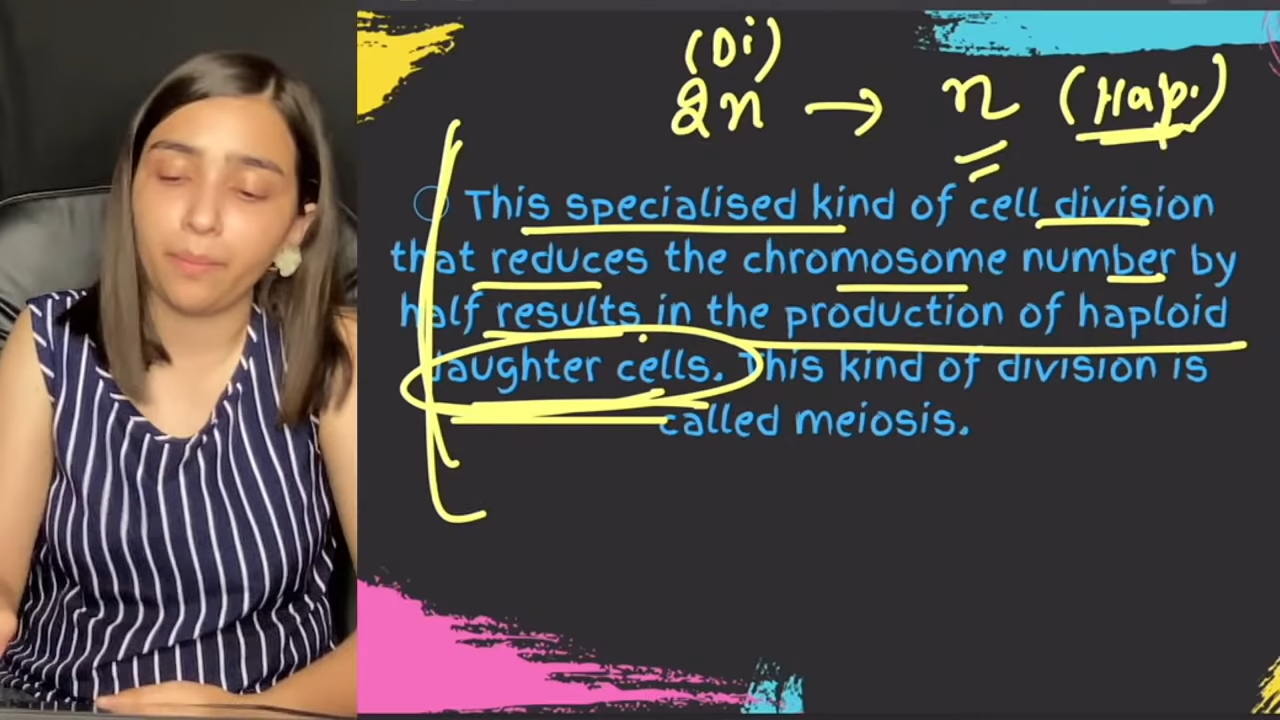 (Di)
2n → n (Hap.)
This specialised kind of cell division
that reduces the chromosome number by
half results in the production of haploid
daughter cells. This kind of division is
called meiosis.